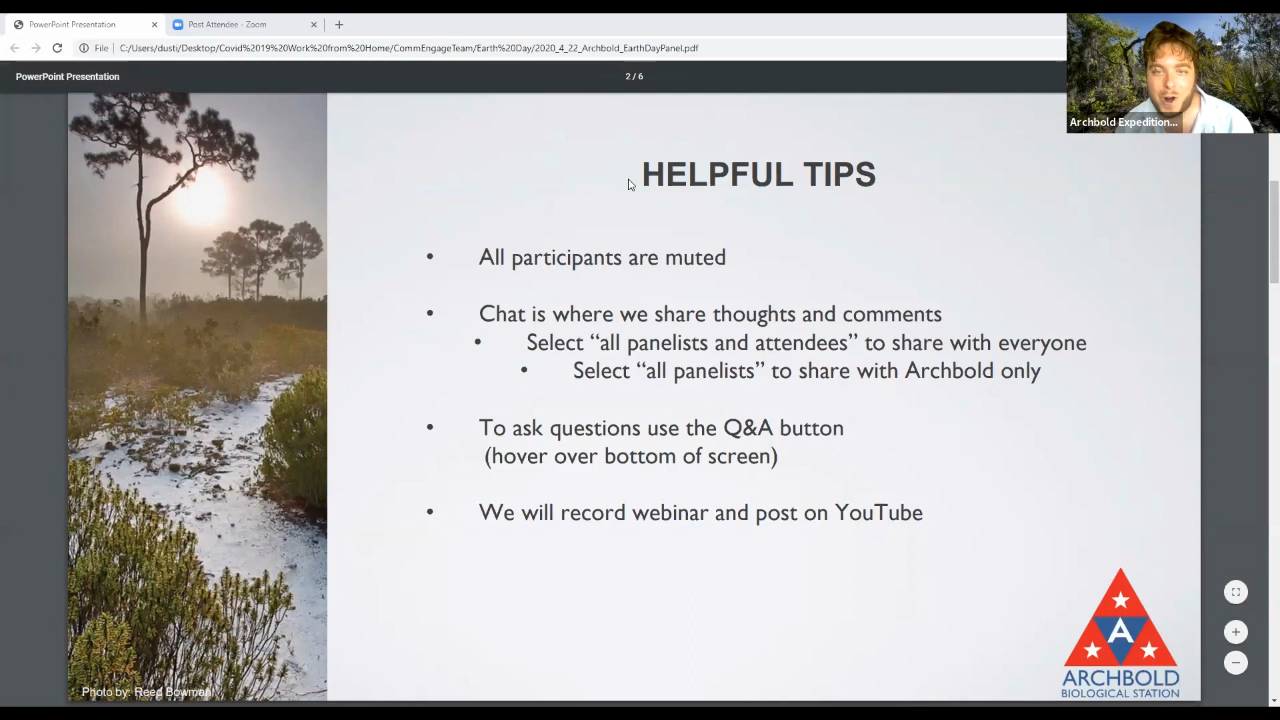 PowerPoint Presentation
Post Attendee - Zoom
File
C:/Users/dusti/Desktop/Covid%2019%20Work%20from%20Home/CommEngageTeam/Earth%20Day/2020_4_22_Archbold_EarthDayPanel.pdf
PowerPoint Presentation
2 / 6
Archbold Expedition...
HELPFUL TIPS
• All participants are muted
• Chat is where we share thoughts and comments
• Select “all panelists and attendees” to share with everyone
• Select “all panelists” to share with Archbold only
• To ask questions use the Q&A button
(hover over bottom of screen)
• We will record webinar and post on YouTube
Photo by: Reed Bowman
A
ARCHBOLD
BIOLOGICAL STATION